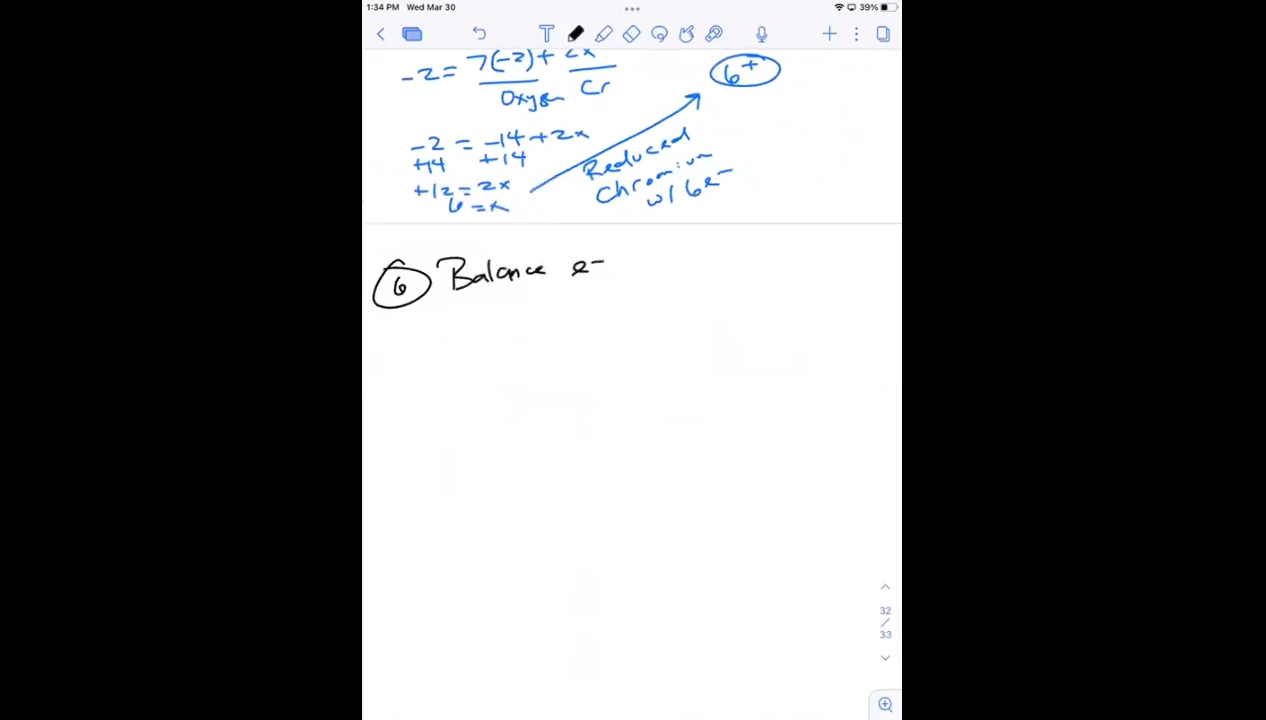 1:34 PM Wed Mar 30
39%
-2 = 7(-2) + 2x
Oxygen Cr
6+
-2 = -14 + 2x
+14 +14
+12 = 2x
6 = x
Reduced
Chromium
w/ 6e-
6 Balance e-
32
/
33